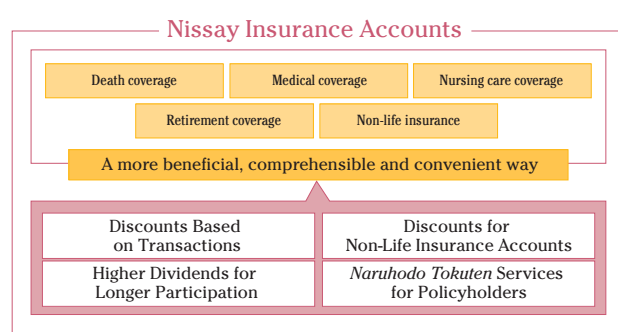 Nissay Insurance Accounts
Death coverage
Medical coverage
Nursing care coverage
Retirement coverage
Non-life insurance
A more beneficial, comprehensible and convenient way
Discounts Based
on Transactions
Discounts for
Non-Life Insurance Accounts
Higher Dividends for
Longer Participation
Naruhodo Tokuten Services
for Policyholders